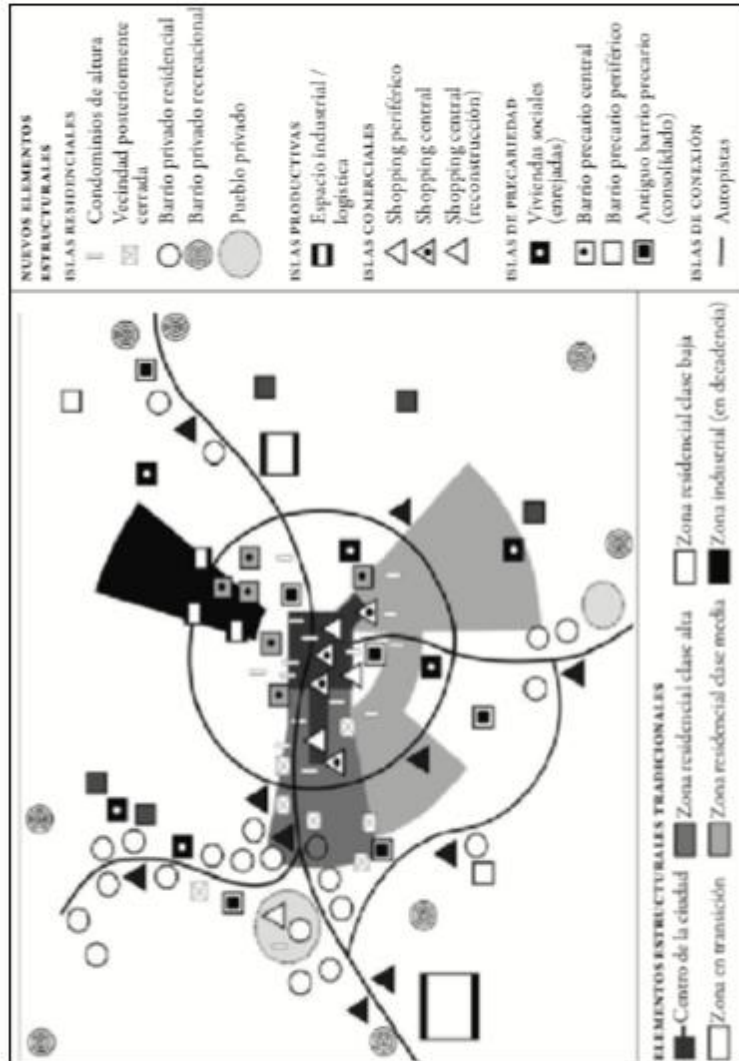 NUEVOS ELEMENTOS
ESTRUCTURALES
ISLAS RESIDENCIALES
Condominios de altura
Vecindad posteriormente
cerrada
Barrio privado residencial
Barrio privado recreacional
Pueblo privado
ISLAS PRODUCTIVAS
Espacio industrial /
logística
ISLAS COMERCIALES
Shopping periférico
Shopping central
Shopping central
(reconstrucción)
ISLAS DE PRECARIEDAD
Viviendas sociales
(enrejadas)
Barrio precario central
Barrio precario periférico
Antiguo barrio precario
(consolidado)
ISLAS DE CONEXIÓN
Autopistas
ELEMENTOS ESTRUCTURALES TRADICIONALES
Centro de la ciudad
Zona residencial clase alta
Zona residencial clase baja
Zona en transición
Zona residencial clase media
Zona industrial (en decadencia)